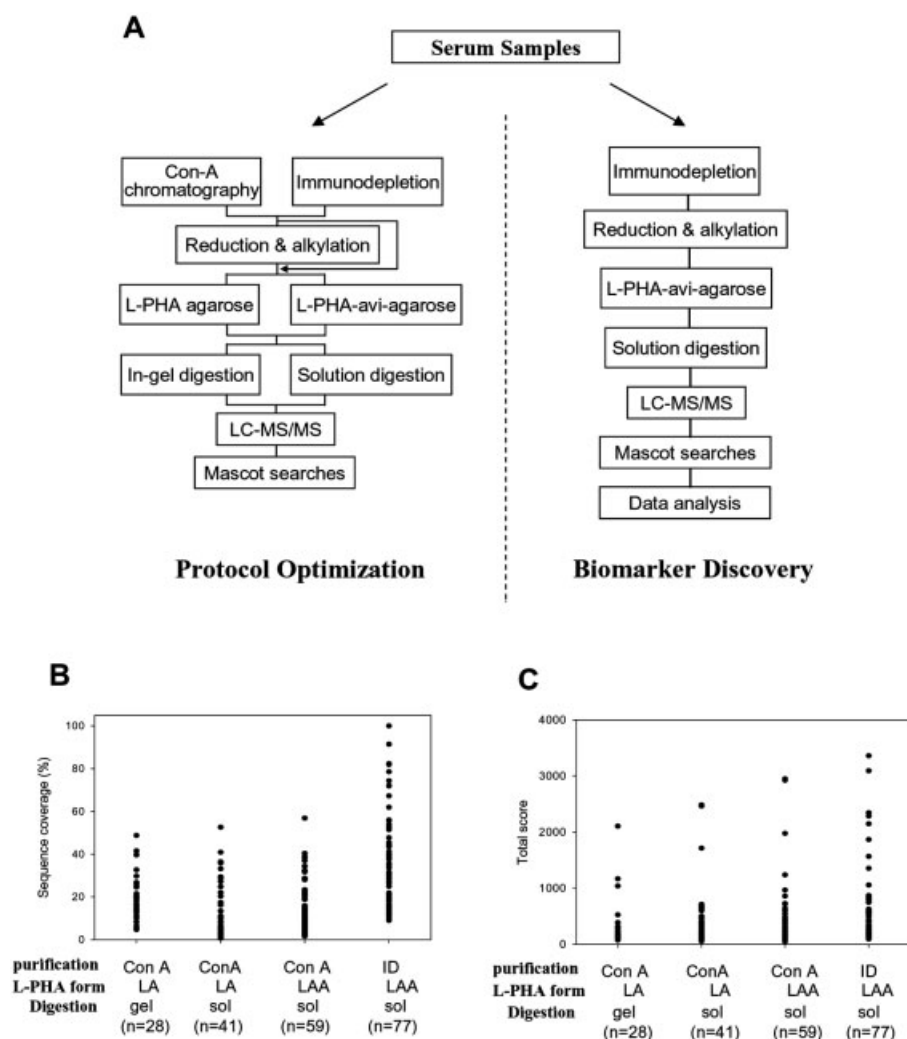 A
Serum Samples
Con-A
chromatography
Immunodepletion
Reduction & alkylation
L-PHA agarose
L-PHA-avi-agarose
In-gel digestion
Solution digestion
LC-MS/MS
Mascot searches
Protocol Optimization
Immunodepletion
Reduction & alkylation
L-PHA-avi-agarose
Solution digestion
LC-MS/MS
Mascot searches
Data analysis
Biomarker Discovery
B
Sequence coverage (%)
100
80
60
40
20
0
purification Con A ConA Con A ID
L-PHA form LA LA LAA LAA
Digestion gel sol sol sol
(n=28) (n=41) (n=59) (n=77)
C
Total score
4000
3000
2000
1000
0
purification Con A ConA Con A ID
L-PHA form LA LA LAA LAA
Digestion gel sol sol sol
(n=28) (n=41) (n=59) (n=77)